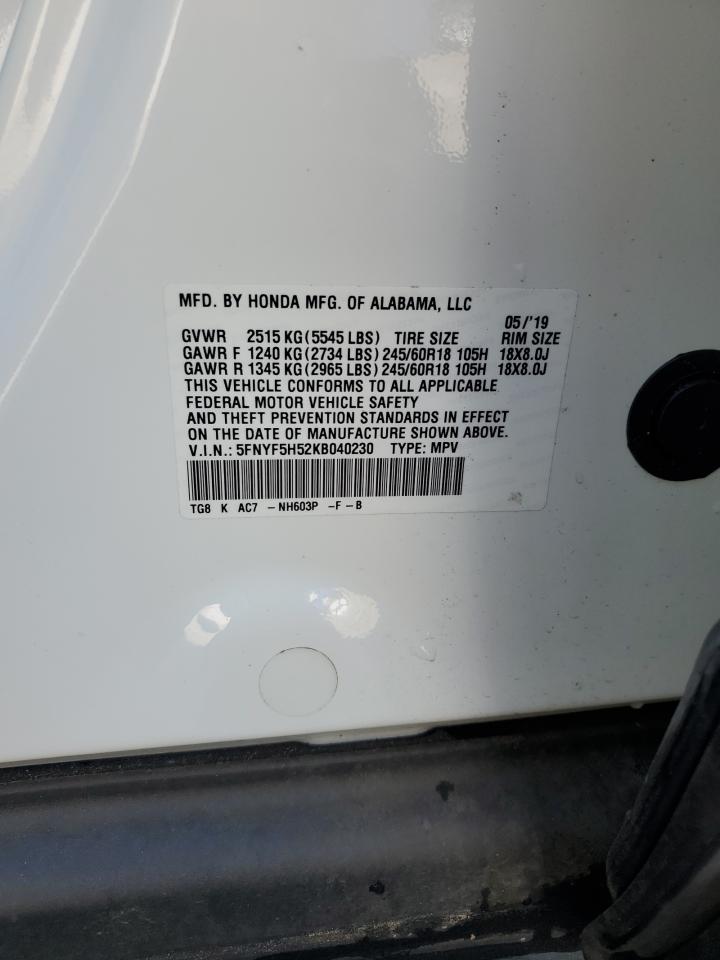 MFD. BY HONDA MFG. OF ALABAMA, LLC
05/'19
GVWR 2515 KG (5545 LBS) TIRE SIZE RIM SIZE
GAWR F 1240 KG (2734 LBS) 245/60R18 105H 18X8.0J
GAWR R 1345 KG (2965 LBS) 245/60R18 105H 18X8.0J
THIS VEHICLE CONFORMS TO ALL APPLICABLE
FEDERAL MOTOR VEHICLE SAFETY
AND THEFT PREVENTION STANDARDS IN EFFECT
ON THE DATE OF MANUFACTURE SHOWN ABOVE.
V.I.N.: 5FNYF5H52KB040230 TYPE: MPV
TG8 K AC7 -NH603P -F-B